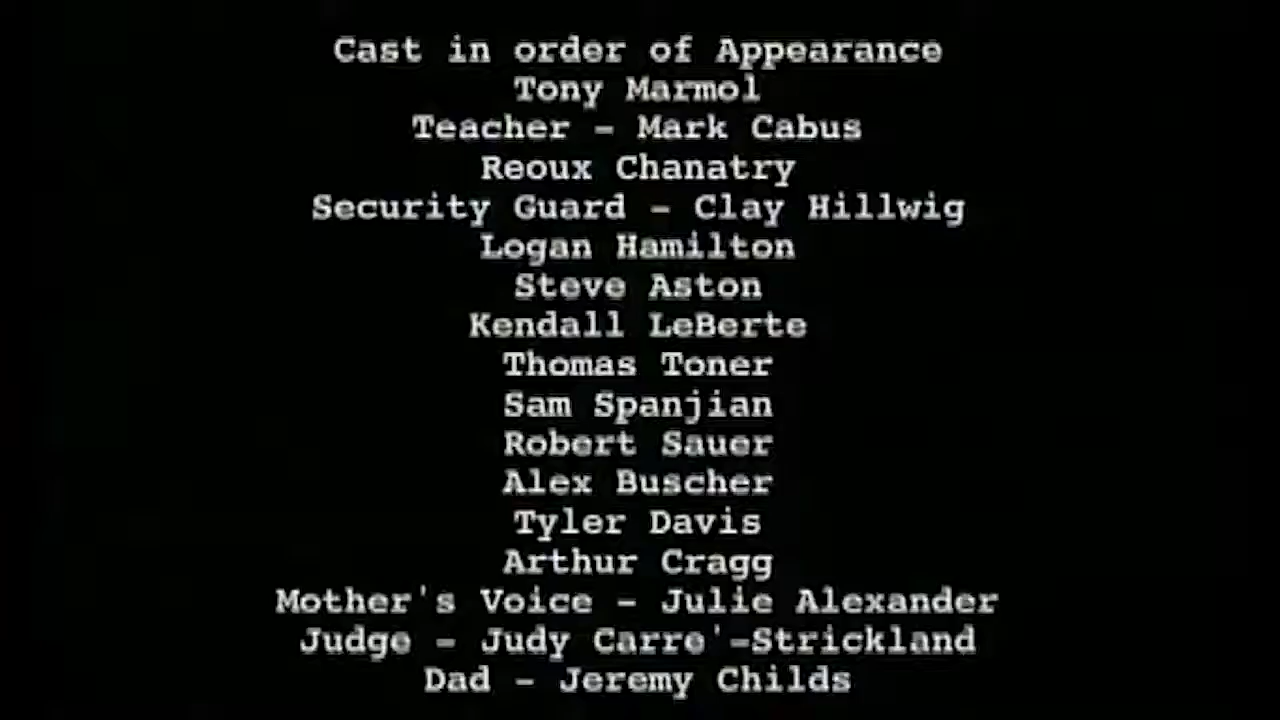 Cast in order of Appearance
Tony Marmol
Teacher - Mark Cabus
Reoux Chanatry
Security Guard - Clay Hillwig
Logan Hamilton
Steve Aston
Kendall LeBerte
Thomas Toner
Sam Spanjian
Robert Sauer
Alex Buscher
Tyler Davis
Arthur Cragg
Mother's Voice - Julie Alexander
Judge - Judy Carre'-Strickland
Dad - Jeremy Childs